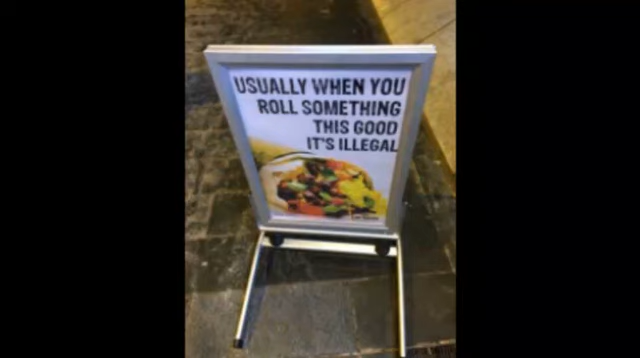 USUALLY WHEN YOU
ROLL SOMETHING
THIS GOOD
IT'S ILLEGAL